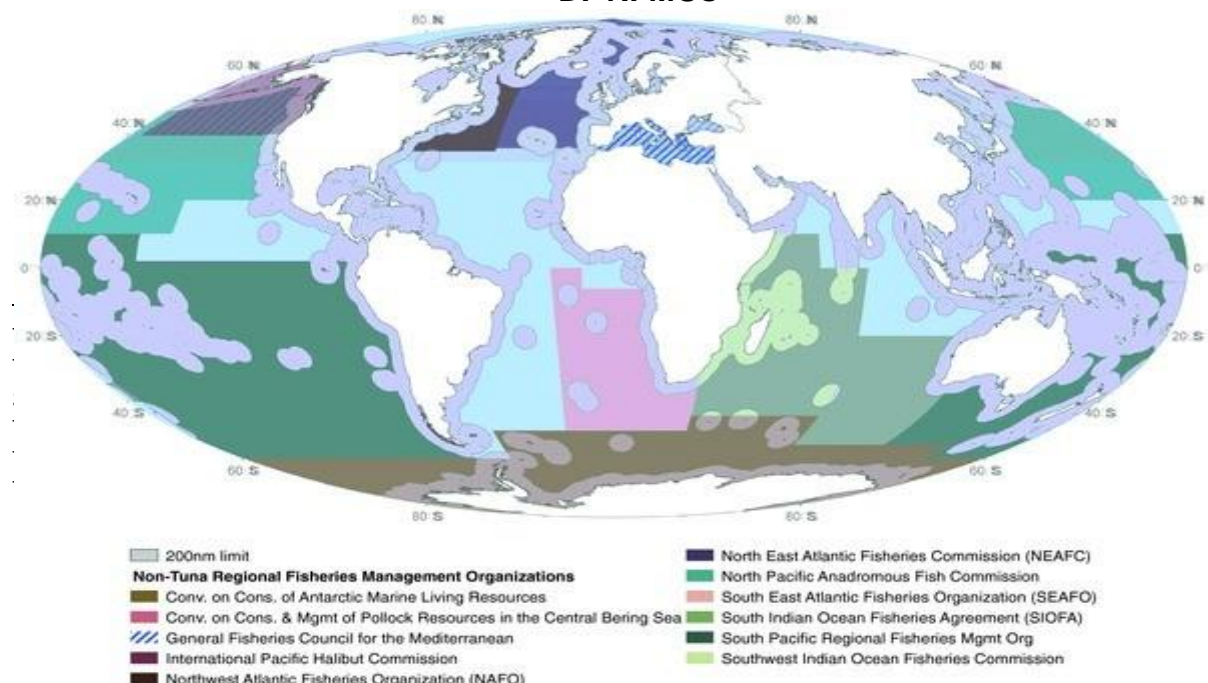 80 N 80 N
60 N 60 N
40 N 40 N
20 N 20 N
0° 0°
20 S 20 S
40 S 40 S
60 S 60 S
80 S 80 S
200nm limit
Non-Tuna Regional Fisheries Management Organizations
Conv. on Cons. of Antarctic Marine Living Resources
Conv. on Cons. & Mgmt of Pollock Resources in the Central Bering Sea
General Fisheries Council for the Mediterranean
International Pacific Halibut Commission
Northwest Atlantic Fisheries Organization (NAFO)
North East Atlantic Fisheries Commission (NEAFC)
North Pacific Anadromous Fish Commission
South East Atlantic Fisheries Organization (SEAFO)
South Indian Ocean Fisheries Agreement (SIOFA)
South Pacific Regional Fisheries Mgmt Org
Southwest Indian Ocean Fisheries Commission